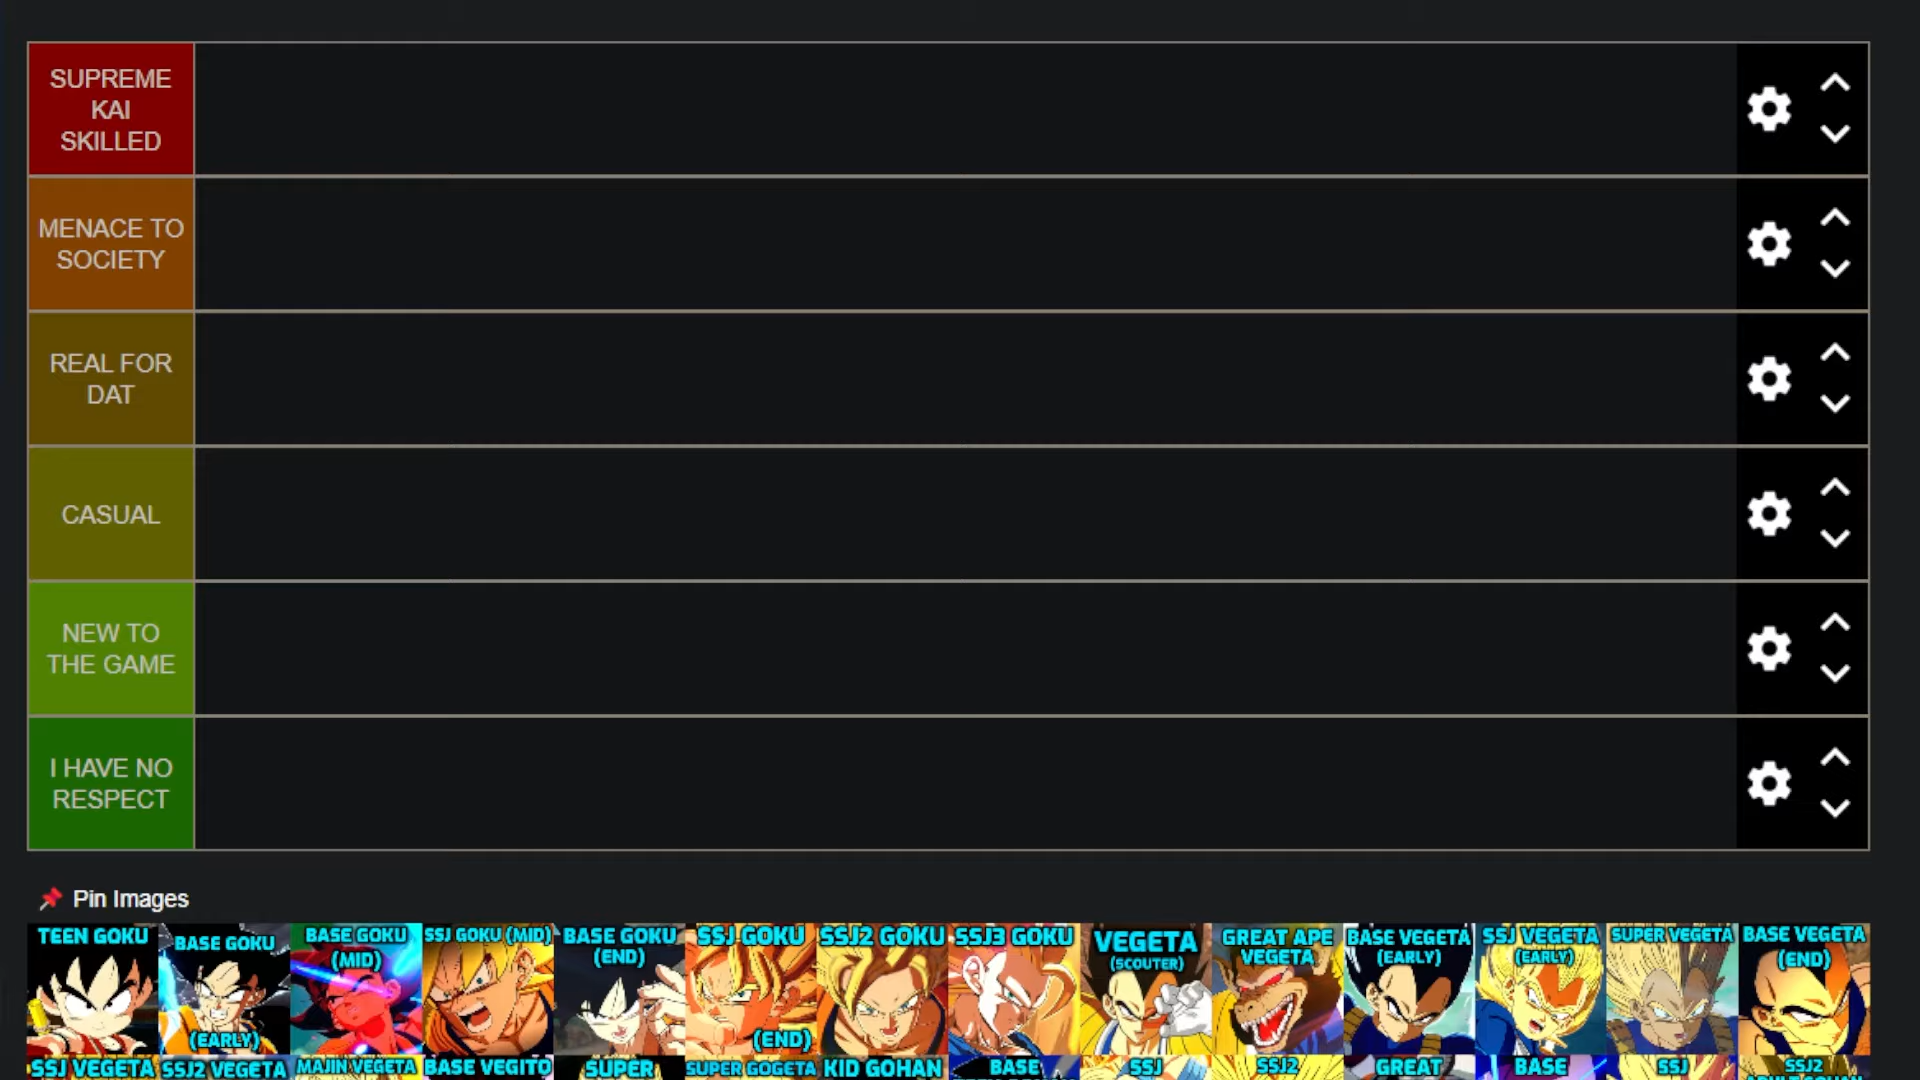 SUPREME
KAI
SKILLED
MENACE TO
SOCIETY
REAL FOR
DAT
CASUAL
NEW TO
THE GAME
I HAVE NO
RESPECT
Pin Images
TEEN GOKU
BASE GOKU
(EARLY)
BASE GOKU
(MID)
SSJ GOKU (MID)
BASE GOKU
(END)
SSJ GOKU
(END)
SSJ2 GOKU
SSJ3 GOKU
VEGETA
(SCOUTER)
GREAT APE
VEGETA
BASE VEGETA
(EARLY)
SSJ VEGETA
(EARLY)
SUPER VEGETA
BASE VEGETA
(END)
SSJ VEGETA
SSJ2 VEGETA
MAJIN VEGETA
BASE VEGITO
SUPER
SUPER GOGETA
KID GOHAN
BASE
SSJ
SSJ2
GREAT
BASE
SSJ
SSJ2